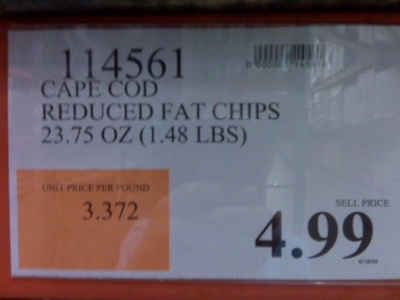 114561
CAPE COD
REDUCED FAT CHIPS
23.75 OZ (1.48 LBS)
UNIT PRICE PER POUND
3.372
SELL PRICE
4.99